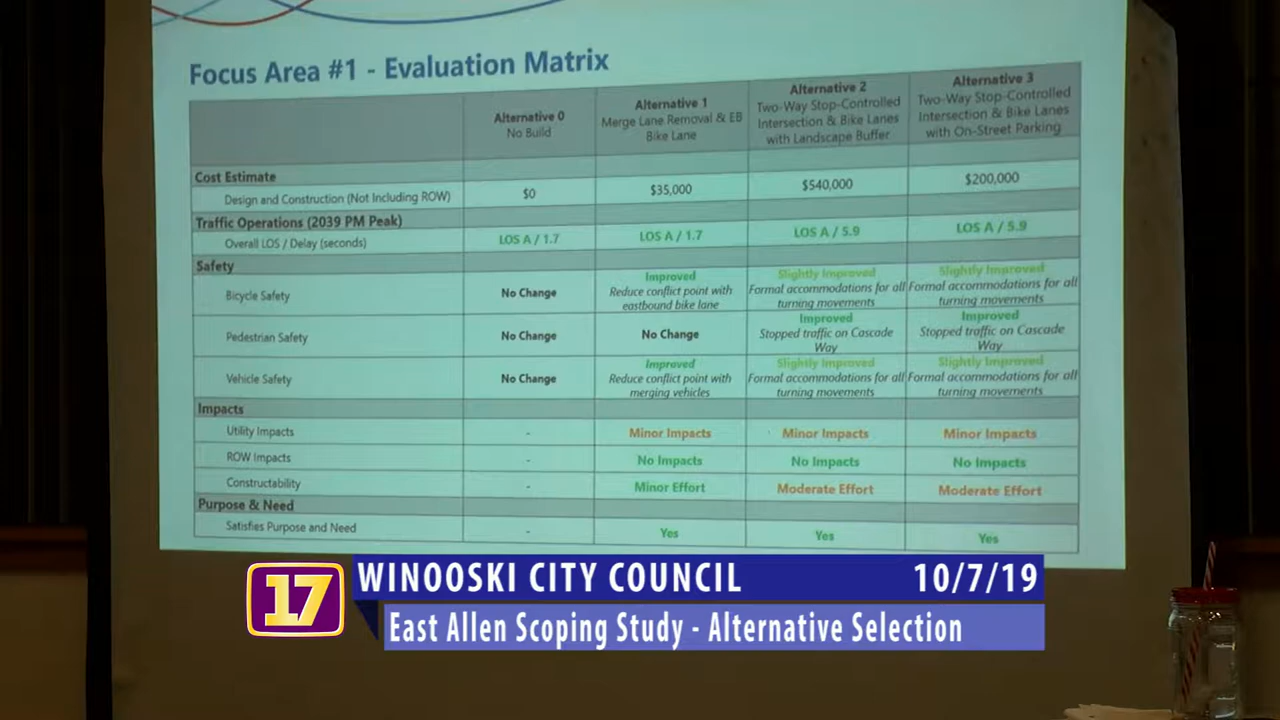 Focus Area #1 - Evaluation Matrix
Alternative 0
No Build
Alternative 1
Merge Lane Removal & EB
Bike Lane
Alternative 2
Two-Way Stop-Controlled
Intersection & Bike Lanes
with Landscape Buffer
Alternative 3
Two-Way Stop-Controlled
Intersection & Bike Lanes
with On-Street Parking
Cost Estimate
Design and Construction (Not Including ROW) $0 $35,000 $540,000 $200,000
Traffic Operations (2039 PM Peak)
Overall LOS / Delay (seconds) LOS A / 1.7 LOS A / 1.7 LOS A / 5.9 LOS A / 5.9
Safety
Bicycle Safety
No Change
Improved
Reduce conflict point with
eastbound bike lane
Slightly Improved
Formal accommodations for all
turning movements
Slightly Improved
Formal accommodations for all
turning movements
Pedestrian Safety
No Change
No Change
Improved
Stopped traffic on Cascade
Way
Improved
Stopped traffic on Cascade
Way
Vehicle Safety
No Change
Improved
Reduce conflict point with
merging vehicles
Slightly Improved
Formal accommodations for all
turning movements
Slightly Improved
Formal accommodations for all
turning movements
Impacts
Utility Impacts - Minor Impacts Minor Impacts Minor Impacts
ROW Impacts - No Impacts No Impacts No Impacts
Constructability - Minor Effort Moderate Effort Moderate Effort
Purpose & Need
Satisfies Purpose and Need - Yes Yes Yes
17
WINOOSKI CITY COUNCIL 10/7/19
East Allen Scoping Study - Alternative Selection